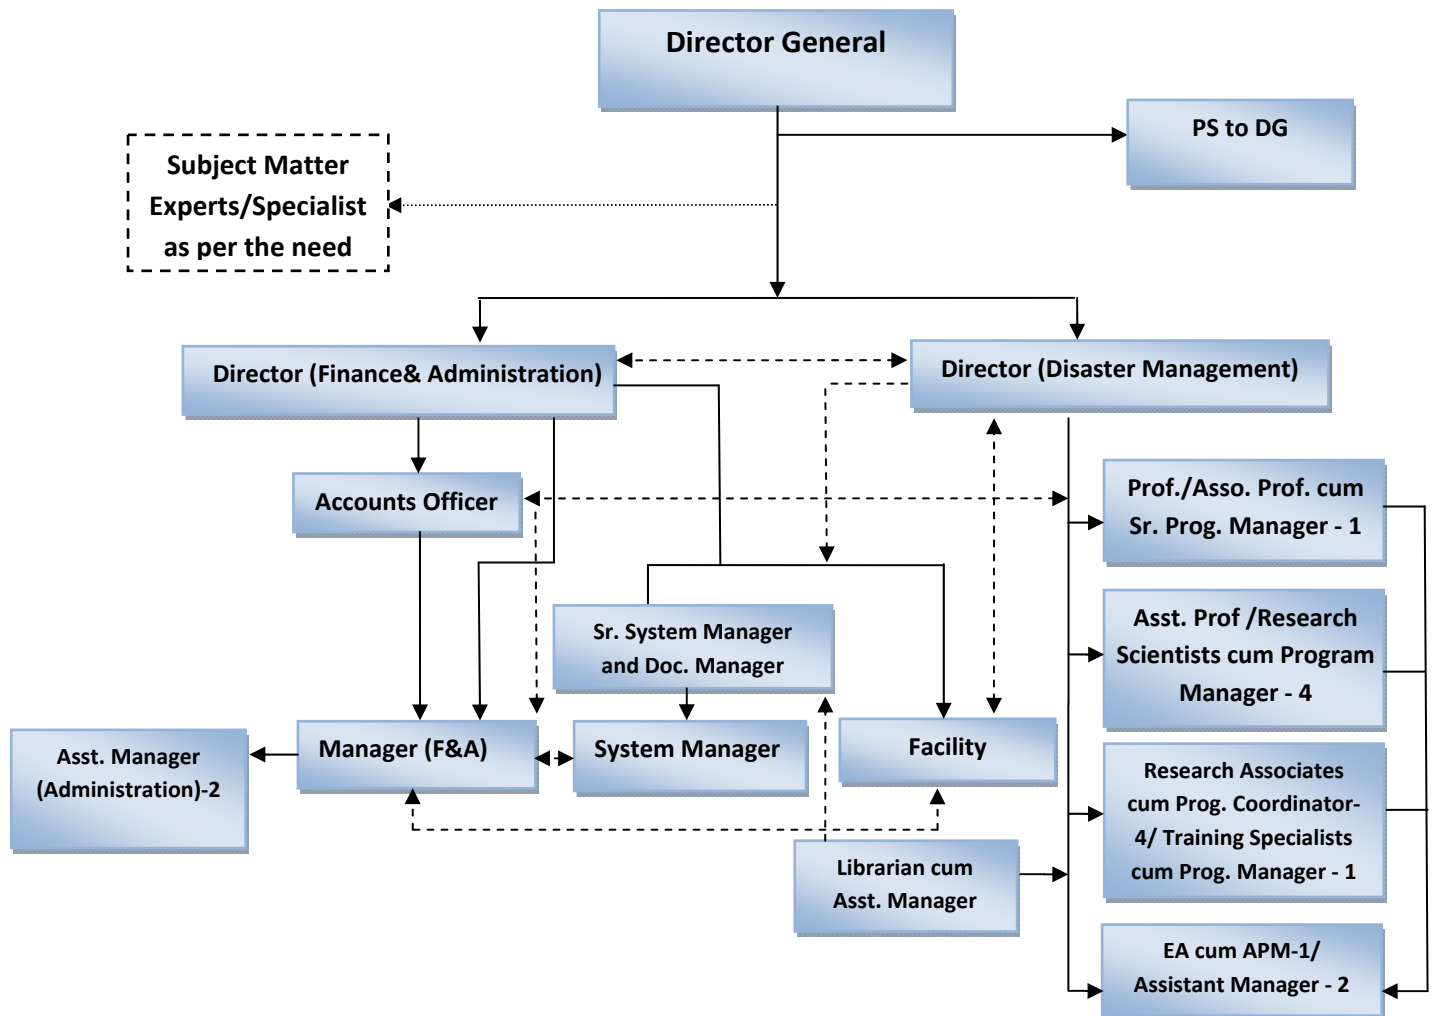 Director General
PS to DG
Subject Matter
Experts/Specialist
as per the need
Director (Finance& Administration)
Director (Disaster Management)
Accounts Officer
Prof./Asso. Prof. cum
Sr. Prog. Manager - 1
Asst. Prof /Research
Scientists cum Program
Manager - 4
Sr. System Manager
and Doc. Manager
Asst. Manager
(Administration)-2
Manager (F&A)
System Manager
Facility
Research Associates
cum Prog. Coordinator-
4/ Training Specialists
cum Prog. Manager - 1
Librarian cum
Asst. Manager
EA cum APM-1/
Assistant Manager - 2